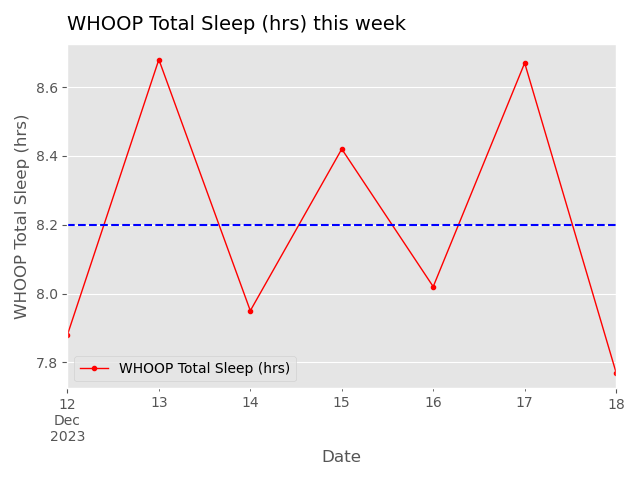 WHOOP Total Sleep (hrs) this week
WHOOP Total Sleep (hrs)
8.6
8.4
8.2
8.0
7.8
WHOOP Total Sleep (hrs)
12 13 14 15 16 17 18
Dec
2023
Date